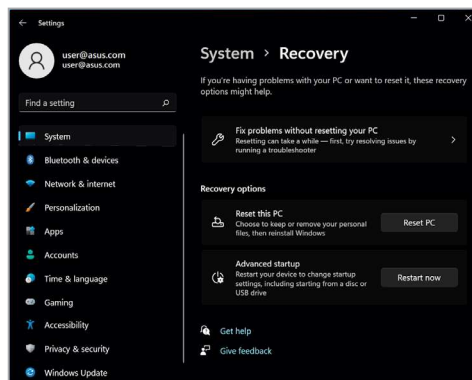 Settings
user@asus.com
user@asus.com
Find a setting
System
Bluetooth & devices
Network & internet
Personalization
Apps
Accounts
Time & language
Gaming
Accessibility
Privacy & security
Windows Update
System > Recovery
If you're having problems with your PC or want to reset it, these recovery
options might help.
Fix problems without resetting your PC
Resetting can take a while — first, try resolving issues by
running a troubleshooter
Recovery options
Reset this PC
Choose to keep or remove your personal
files, then reinstall Windows
Reset PC
Advanced startup
Restart your device to change startup
settings, including starting from a disc or
USB drive
Restart now
Get help
Give feedback